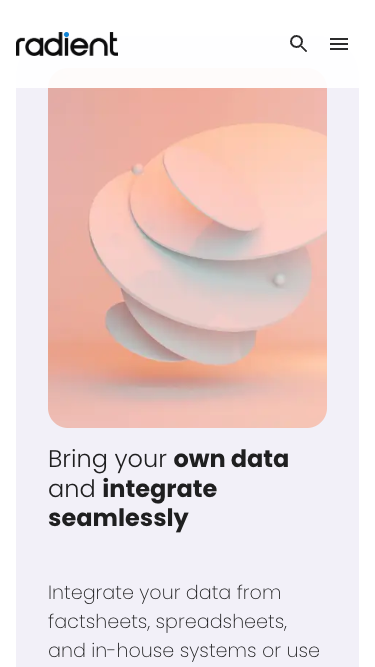 radient
Bring your own data
and integrate
seamlessly
Integrate your data from
factsheets, spreadsheets,
and in-house systems or use